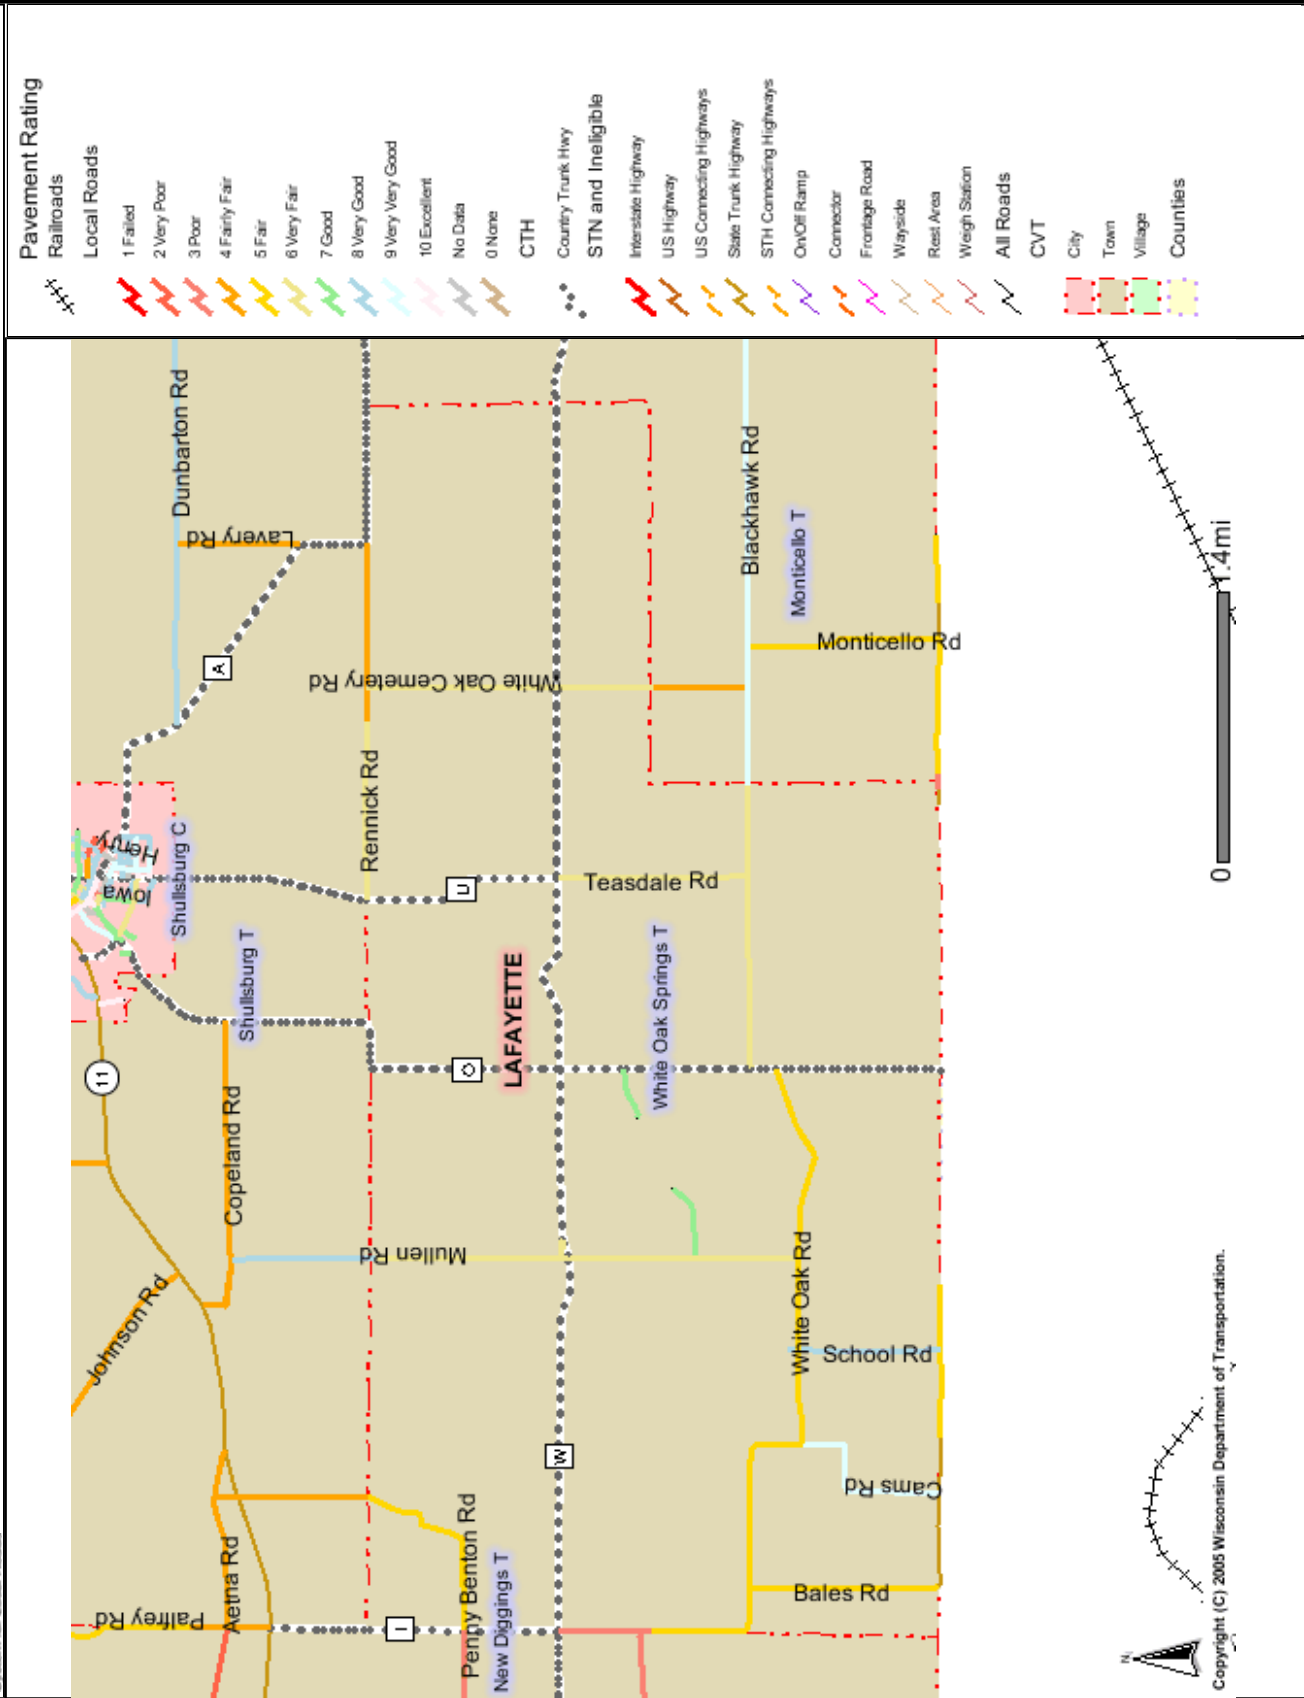 Pavement Rating
Railroads
Local Roads
1 Failed
2 Very Poor
3 Poor
4 Fairly Fair
5 Fair
6 Very Fair
7 Good
8 Very Good
9 Very Very Good
10 Excellent
No Data
0 None
CTH
Country Trunk Hwy
STN and Ineligible
Interstate Highway
US Highway
US Connecting Highways
State Trunk Highway
STH Connecting Highways
On/Off Ramp
Connector
Frontage Road
Wayside
Rest Area
Weigh Station
All Roads
CVT
City
Town
Village
Counties
Dunbarton Rd
Lavery Rd
A
White Oak Cemetery Rd
Blackhawk Rd
Monticello T
Monticello Rd
Henry
Iowa
Shullsburg C
Rennick Rd
U
Teasdale Rd
Shullsburg T
LAFAYETTE
White Oak Springs T
11
O
Copeland Rd
Mullen Rd
Johnson Rd
White Oak Rd
School Rd
W
Cams Rd
Palfrey Rd
Aetna Rd
I
Penny Benton Rd
New Diggings T
Bales Rd
0
1.4mi
N
Copyright (C) 2005 Wisconsin Department of Transportation.